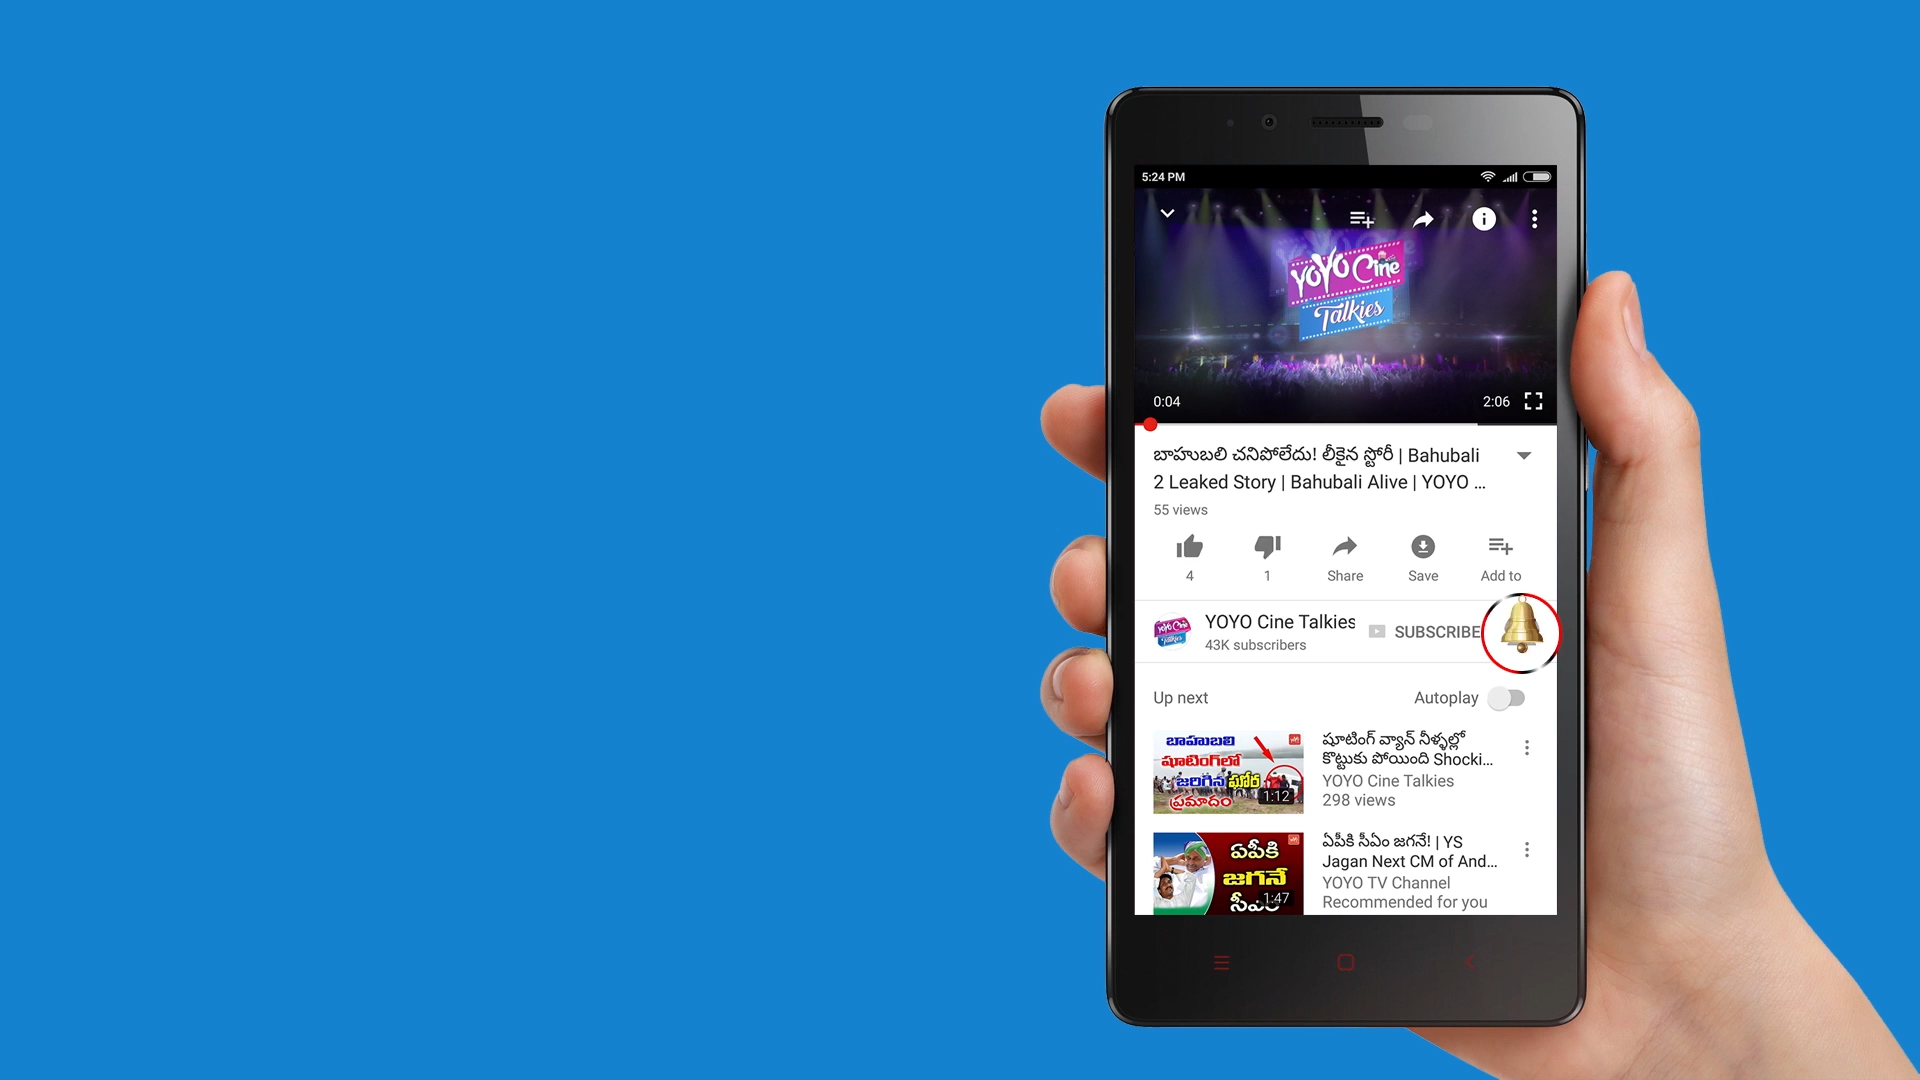 5:24 PM
YOYO Cine
Talkies
0:04
2:06
బాహుబలి చనిపోలేదు! లీకైన స్టోరీ | Bahubali
2 Leaked Story | Bahubali Alive | YOYO ...
55 views
4
1
Share
Save
Add to
YOYO Cine Talkies
43K subscribers
SUBSCRIBE
Up next
Autoplay
బాహుబలి
షూటింగ్‌లో
జరిగిన ఘోర
ప్రమాదం
1:12
షూటింగ్ వ్యాన్ నీళ్ళల్లో
కొట్టుకు పోయింది Shocki...
YOYO Cine Talkies
298 views
ఏపీకి
జగనే
సీఎం
1:47
ఏపీకి సీఎం జగనే! | YS
Jagan Next CM of And...
YOYO TV Channel
Recommended for you